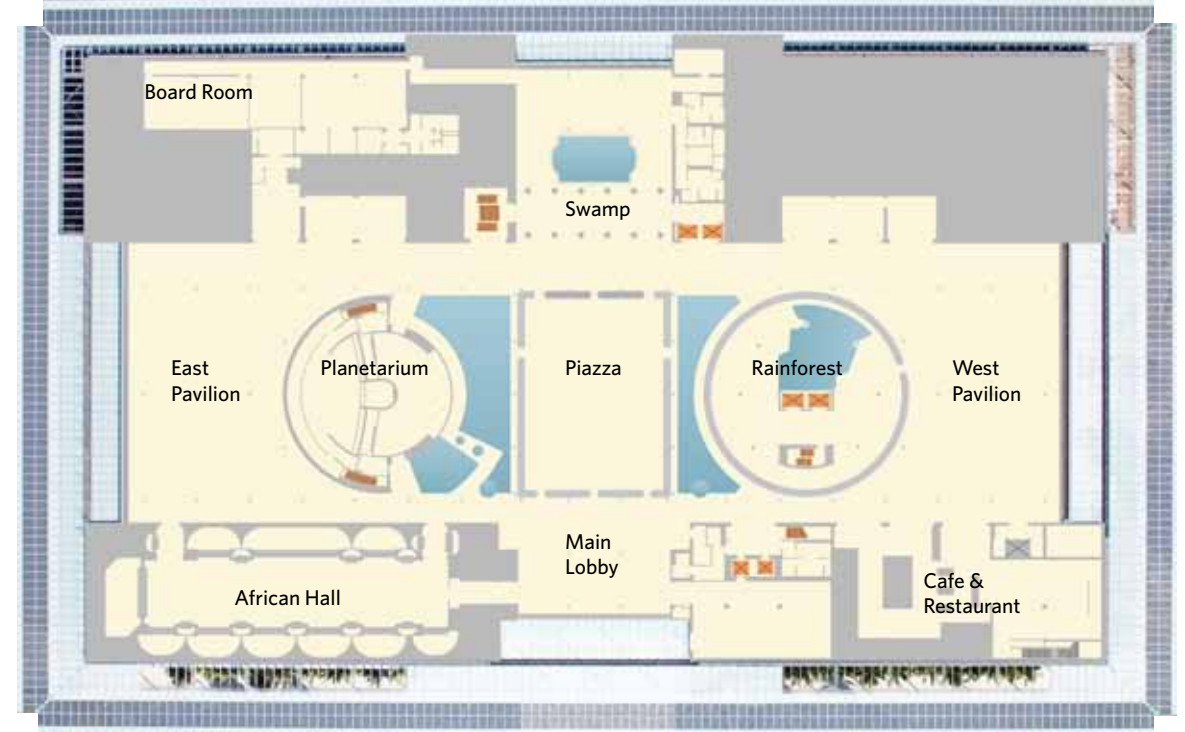 Board Room
Swamp
East
Pavilion
Planetarium
Piazza
Rainforest
West
Pavilion
Main
Lobby
African Hall
Cafe &
Restaurant